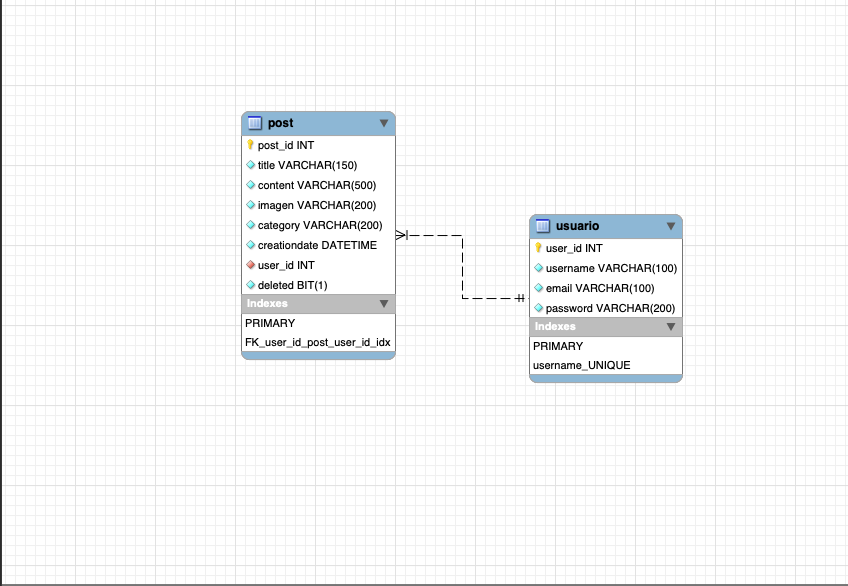 post
post_id INT
title VARCHAR(150)
content VARCHAR(500)
imagen VARCHAR(200)
category VARCHAR(200)
creationdate DATETIME
user_id INT
deleted BIT(1)
Indexes
PRIMARY
FK_user_id_post_user_id_idx
usuario
user_id INT
username VARCHAR(100)
email VARCHAR(100)
password VARCHAR(200)
Indexes
PRIMARY
username_UNIQUE